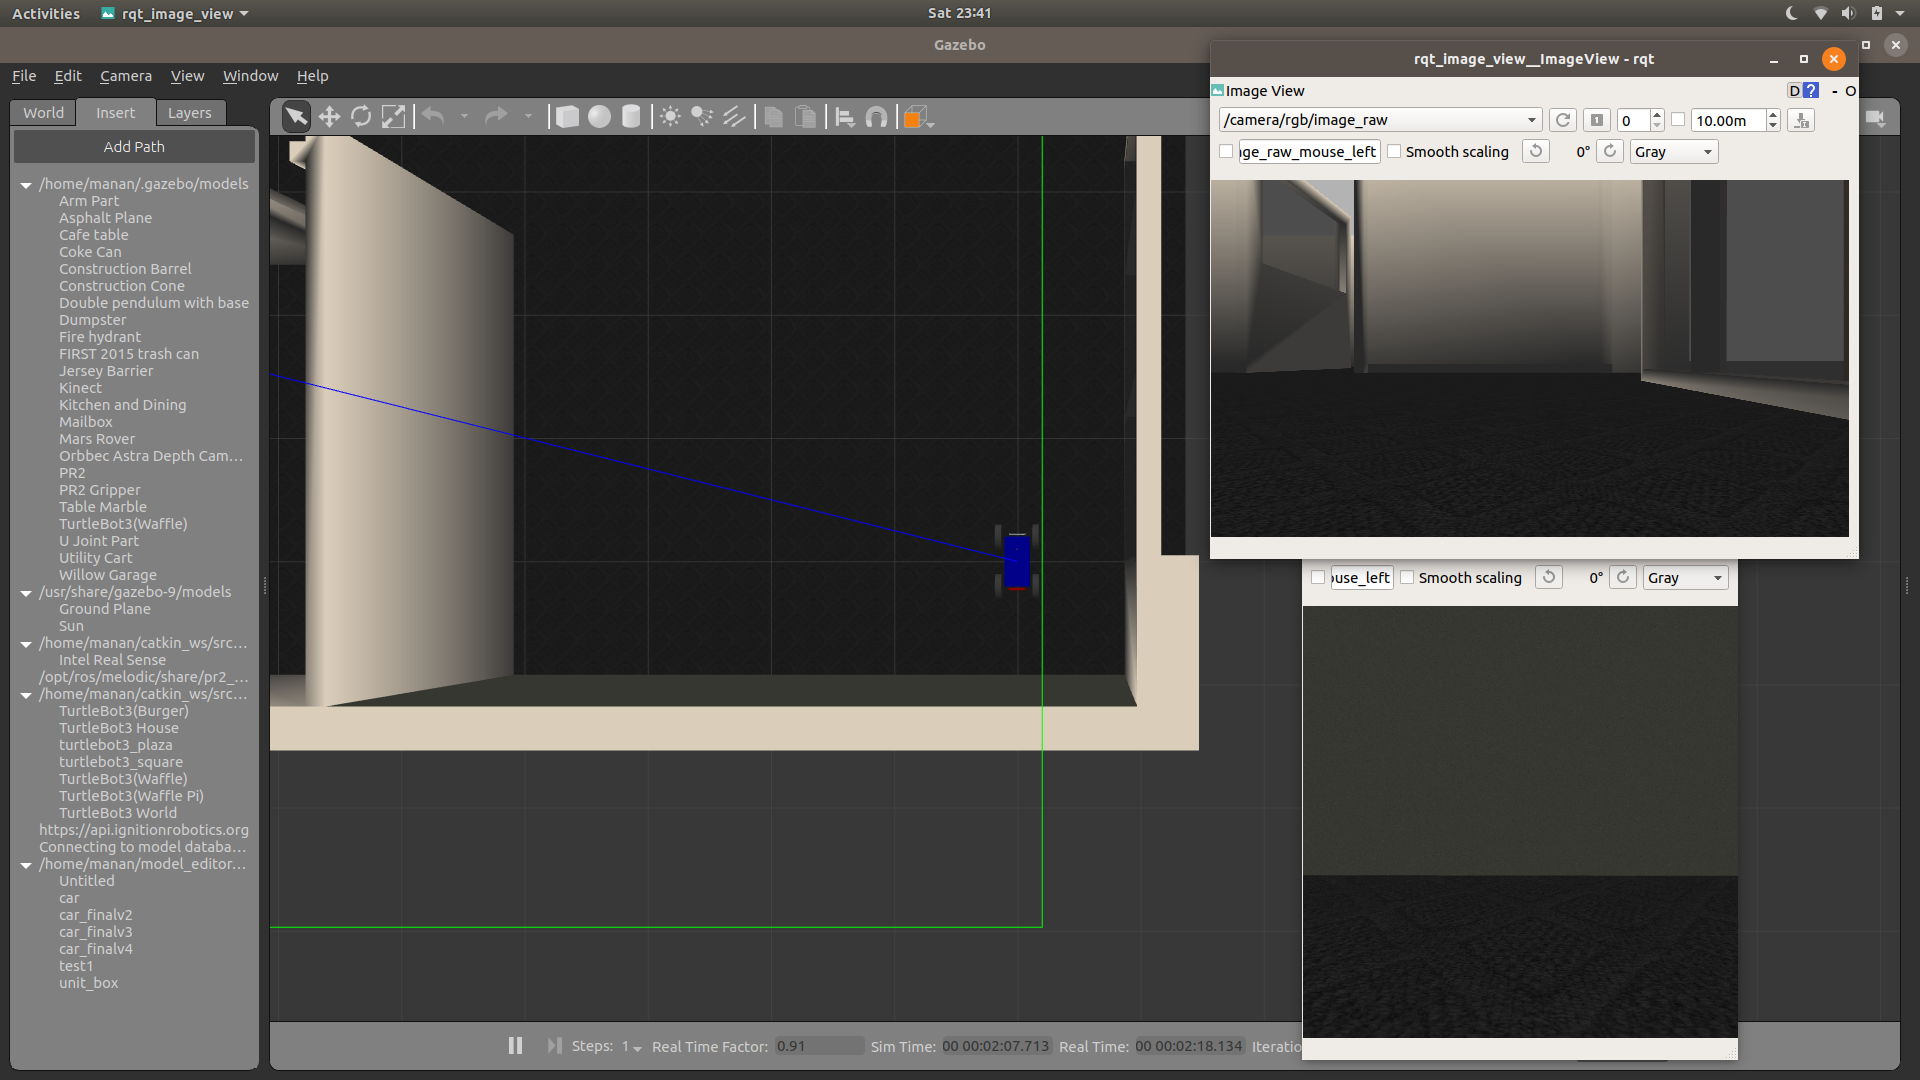 Activities rqt_image_view Sat 23:41
Gazebo
File Edit Camera View Window Help
World Insert Layers
Add Path
/home/manan/.gazebo/models
Arm Part
Asphalt Plane
Cafe table
Coke Can
Construction Barrel
Construction Cone
Double pendulum with base
Dumpster
Fire hydrant
FIRST 2015 trash can
Jersey Barrier
Kinect
Kitchen and Dining
Mailbox
Mars Rover
Orbbec Astra Depth Cam...
PR2
PR2 Gripper
Table Marble
TurtleBot3(Waffle)
U Joint Part
Utility Cart
Willow Garage
/usr/share/gazebo-9/models
Ground Plane
Sun
/home/manan/catkin_ws/src...
Intel Real Sense
/opt/ros/melodic/share/pr2_...
/home/manan/catkin_ws/src...
TurtleBot3(Burger)
TurtleBot3 House
turtlebot3_plaza
turtlebot3_square
TurtleBot3(Waffle)
TurtleBot3(Waffle Pi)
TurtleBot3 World
https://api.ignitionrobotics.org
Connecting to model databa...
/home/manan/model_editor...
Untitled
car
car_finalv2
car_finalv3
car_finalv4
test1
unit_box
rqt_image_view__ImageView - rqt
Image View D ? - O
/camera/rgb/image_raw 1 0 10.00m
ge_raw_mouse_left Smooth scaling 0° Gray
use_left Smooth scaling 0° Gray
Steps: 1 Real Time Factor: 0.91 Sim Time: 00 00:02:07.713 Real Time: 00 00:02:18.134 Iteratio